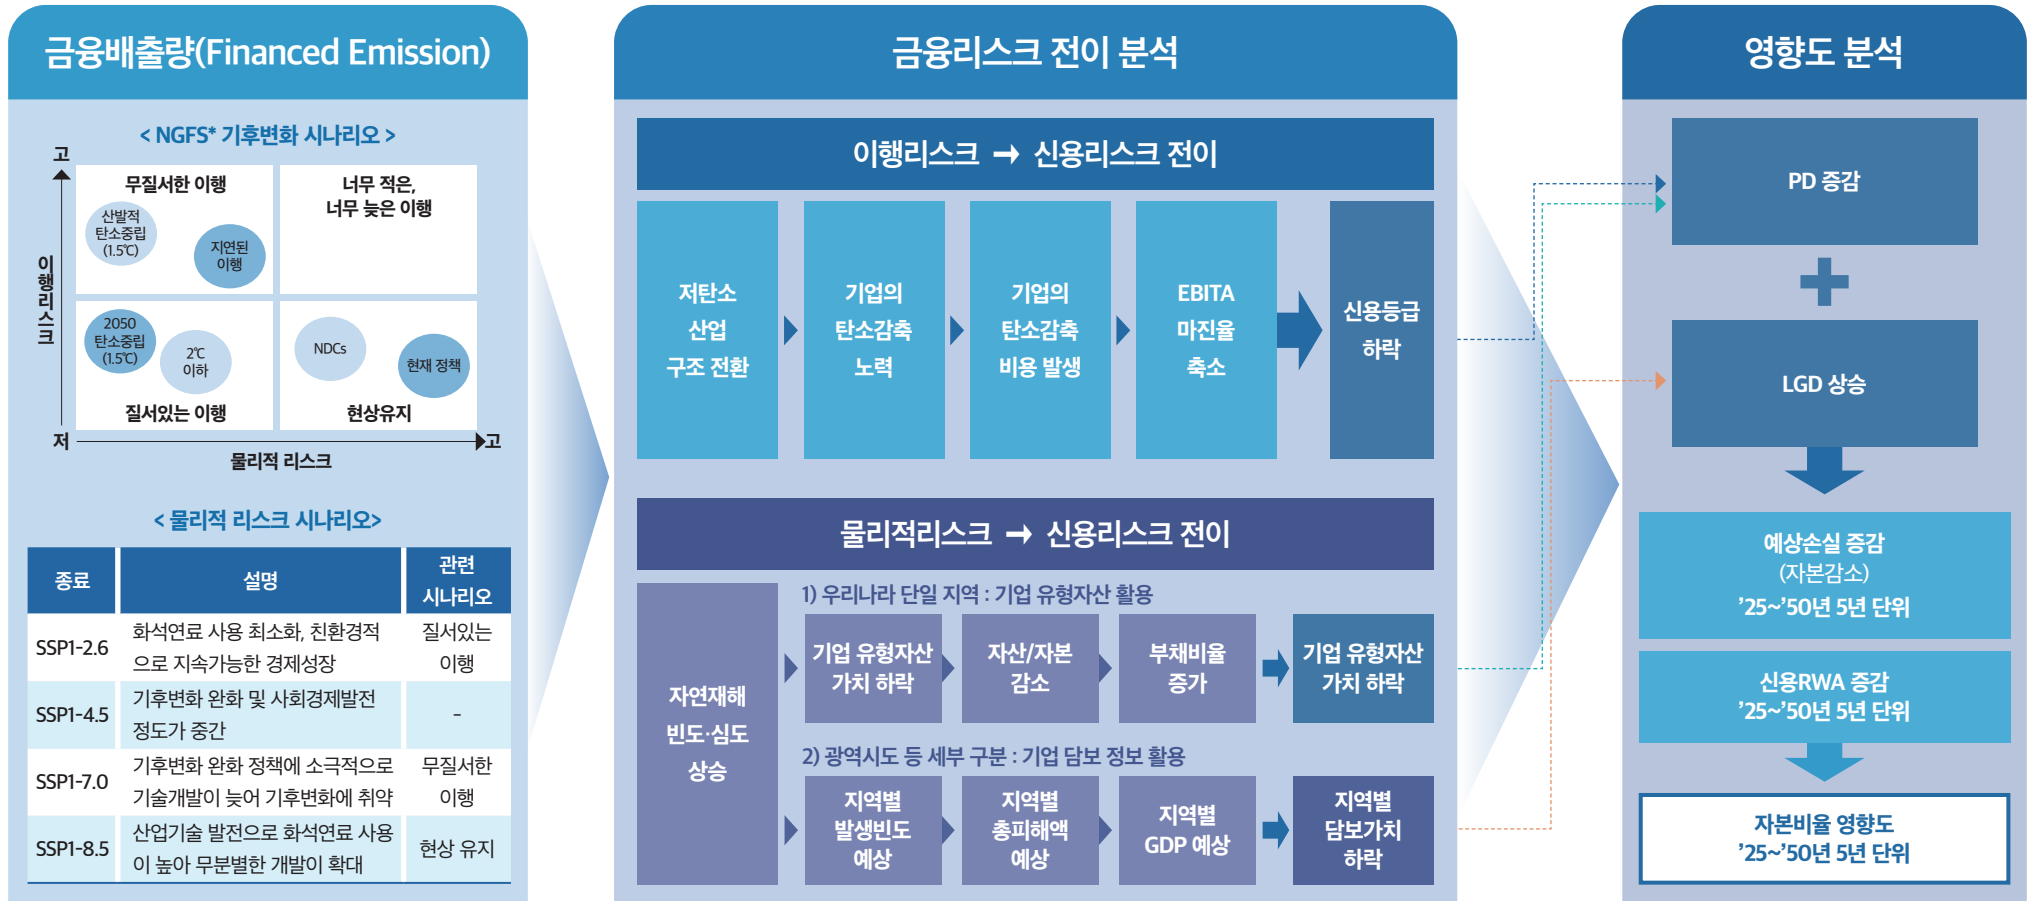 금융배출량(Financed Emission)
< NGFS* 기후변화 시나리오 >
고
이행리스크
저
무질서한 이행
산발적
탄소중립
(1.5℃)
지연된
이행
너무 적은,
너무 늦은 이행
2050
탄소중립
(1.5℃)
2℃
이하
질서있는 이행
NDCs
현재 정책
현상유지
고
물리적 리스크
< 물리적 리스크 시나리오>
종료
설명
관련
시나리오
SSP1-2.6
화석연료 사용 최소화, 친환경적
으로 지속가능한 경제성장
질서있는
이행
SSP1-4.5
기후변화 완화 및 사회경제발전
정도가 중간
-
SSP1-7.0
기후변화 완화 정책에 소극적으로
기술개발이 늦어 기후변화에 취약
무질서한
이행
SSP1-8.5
산업기술 발전으로 화석연료 사용
이 높아 무분별한 개발이 확대
현상 유지
금융리스크 전이 분석
이행리스크 → 신용리스크 전이
저탄소
산업
구조 전환
기업의
탄소감축
노력
기업의
탄소감축
비용 발생
EBITA
마진율
축소
신용등급
하락
물리적리스크 → 신용리스크 전이
자연재해
빈도·심도
상승
1) 우리나라 단일 지역 : 기업 유형자산 활용
기업 유형자산
가치 하락
자산/자본
감소
부채비율
증가
기업 유형자산
가치 하락
2) 광역시도 등 세부 구분 : 기업 담보 정보 활용
지역별
발생빈도
예상
지역별
총피해액
예상
지역별
GDP 예상
지역별
담보가치
하락
영향도 분석
PD 증감
LGD 상승
예상손실 증감
(자본감소)
’25~’50년 5년 단위
신용RWA 증감
’25~’50년 5년 단위
자본비율 영향도
’25~’50년 5년 단위